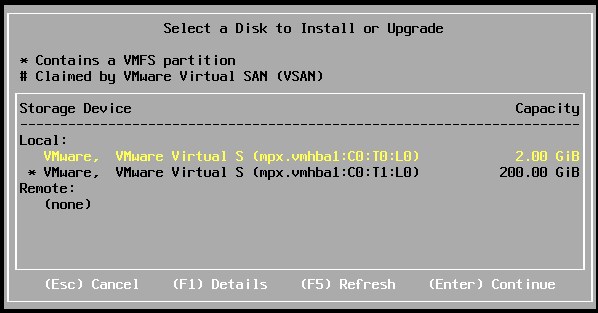 Select a Disk to Install or Upgrade
* Contains a VMFS partition
# Claimed by VMware Virtual SAN (VSAN)
Storage Device Capacity
Local:
VMware, VMware Virtual S (mpx.vmhba1:C0:T0:L0) 2.00 GiB
* VMware, VMware Virtual S (mpx.vmhba1:C0:T1:L0) 200.00 GiB
Remote:
(none)
(Esc) Cancel (F1) Details (F5) Refresh (Enter) Continue